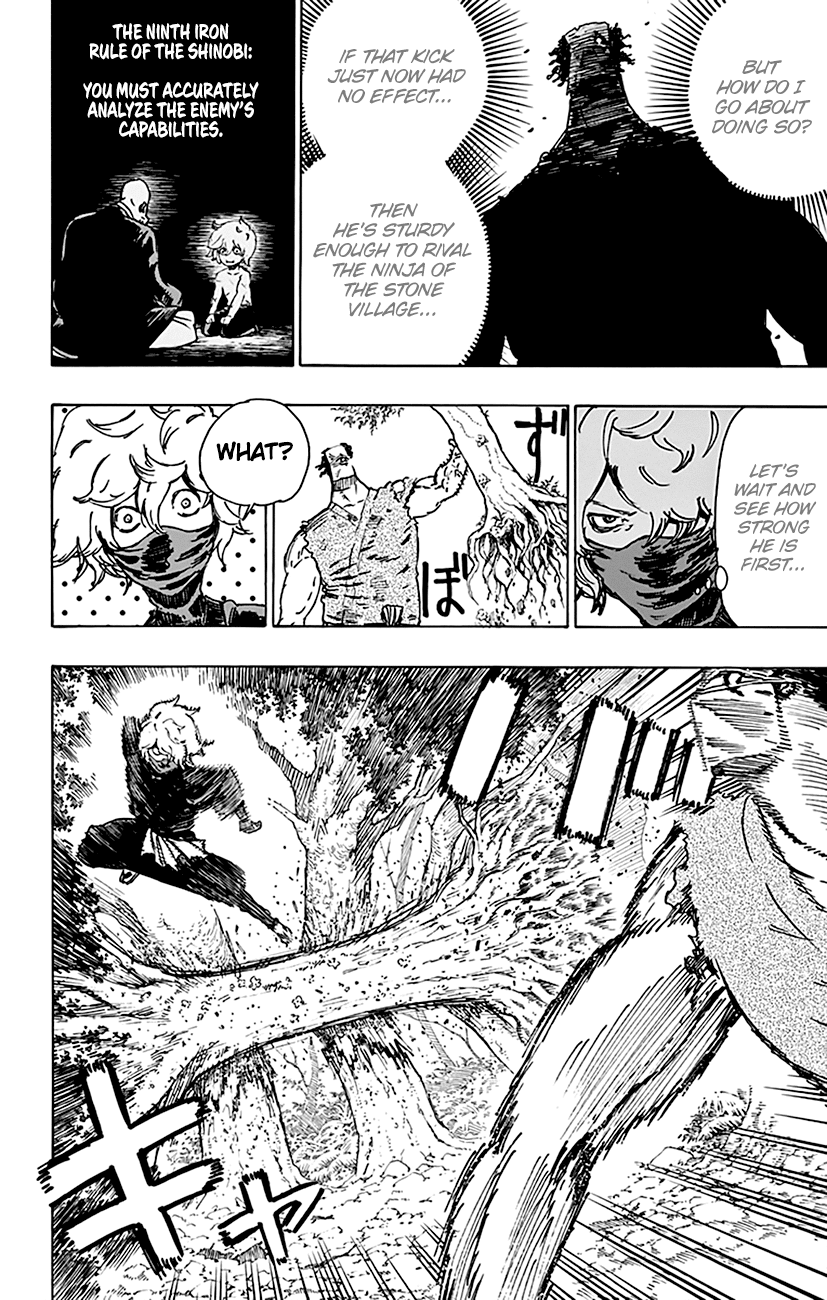 BUT
HOW DO I
GO ABOUT
DOING SO?
IF THAT KICK
JUST NOW HAD
NO EFFECT...
THEN
HE'S STURDY
ENOUGH TO RIVAL
THE NINJA OF
THE STONE
VILLAGE...
THE NINTH IRON
RULE OF THE SHINOBI:
YOU MUST ACCURATELY
ANALYZE THE ENEMY'S
CAPABILITIES.
LET'S
WAIT AND
SEE HOW
STRONG
HE IS
FIRST...
ず
ぼ
WHAT?
キャ